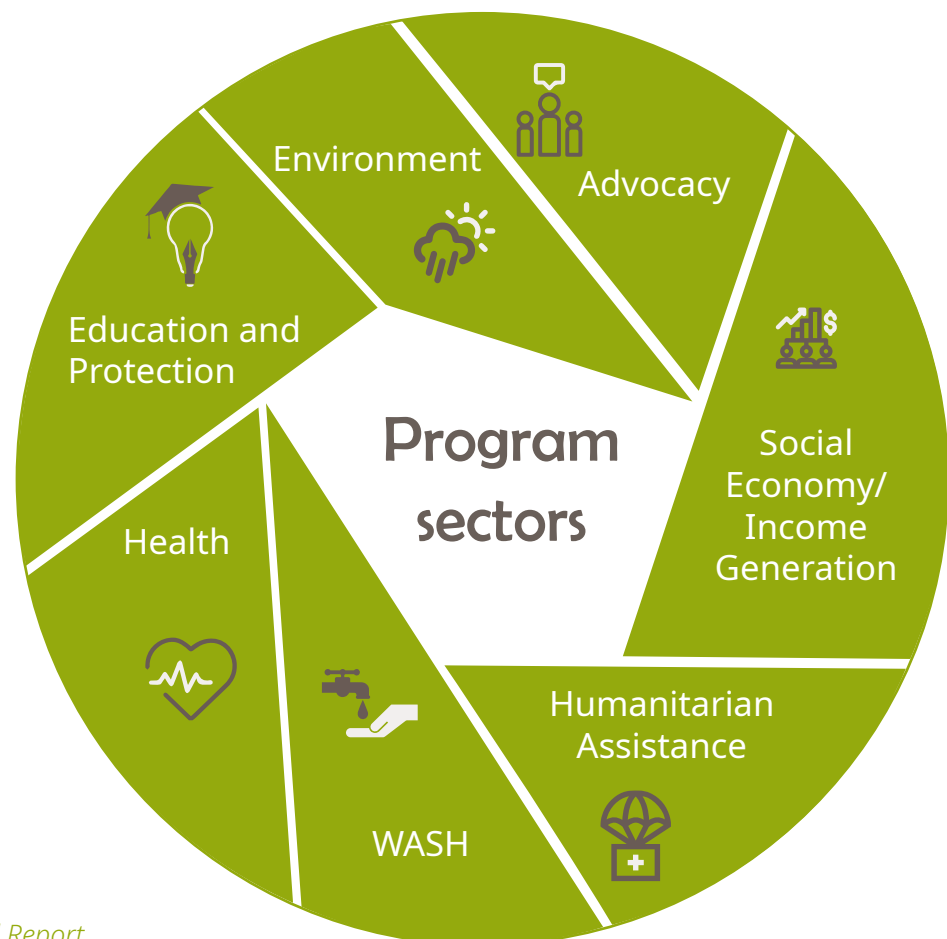 Environment
Advocacy
Education and
Protection
Program
sectors
Social
Economy/
Income
Generation
Health
Humanitarian
Assistance
WASH
Report